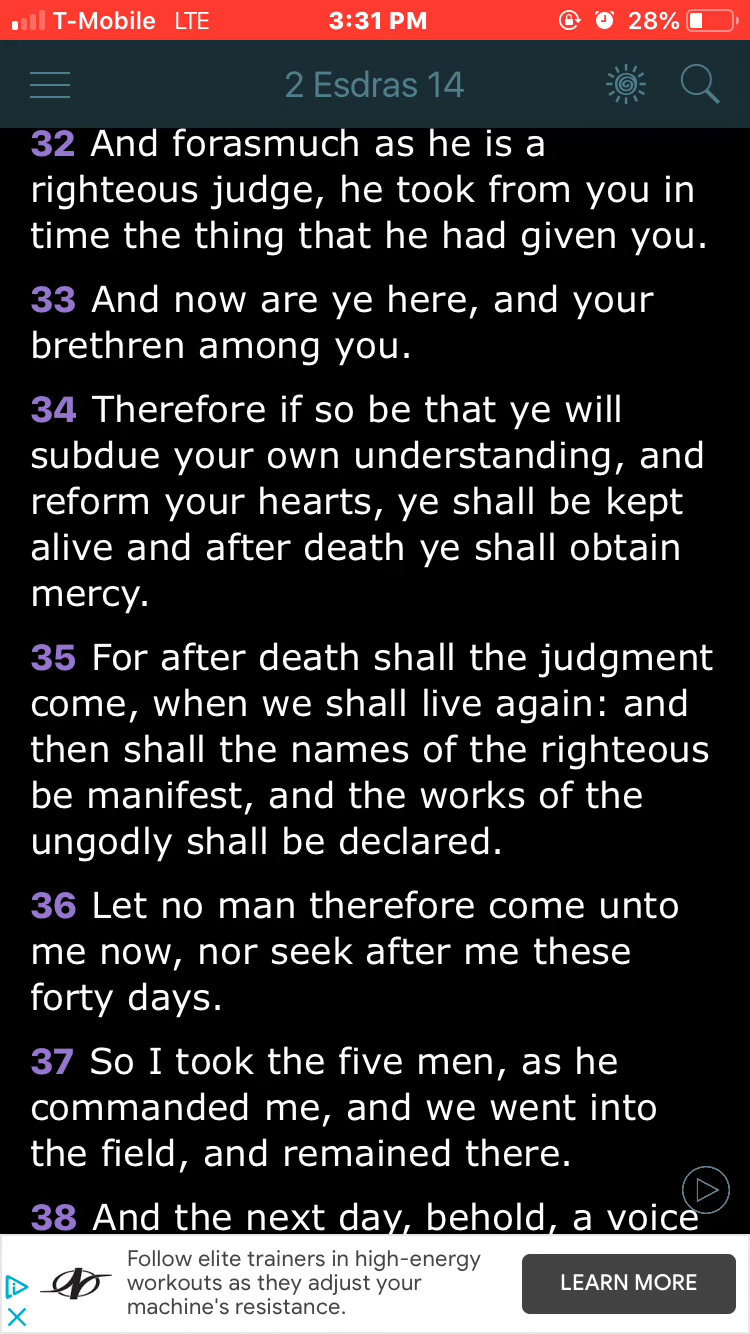 T-Mobile LTE 3:31 PM 28%
2 Esdras 14
32 And forasmuch as he is a
righteous judge, he took from you in
time the thing that he had given you.
33 And now are ye here, and your
brethren among you.
34 Therefore if so be that ye will
subdue your own understanding, and
reform your hearts, ye shall be kept
alive and after death ye shall obtain
mercy.
35 For after death shall the judgment
come, when we shall live again: and
then shall the names of the righteous
be manifest, and the works of the
ungodly shall be declared.
36 Let no man therefore come unto
me now, nor seek after me these
forty days.
37 So I took the five men, as he
commanded me, and we went into
the field, and remained there.
38 And the next day, behold, a voice
Follow elite trainers in high-energy
workouts as they adjust your
machine's resistance.
LEARN MORE